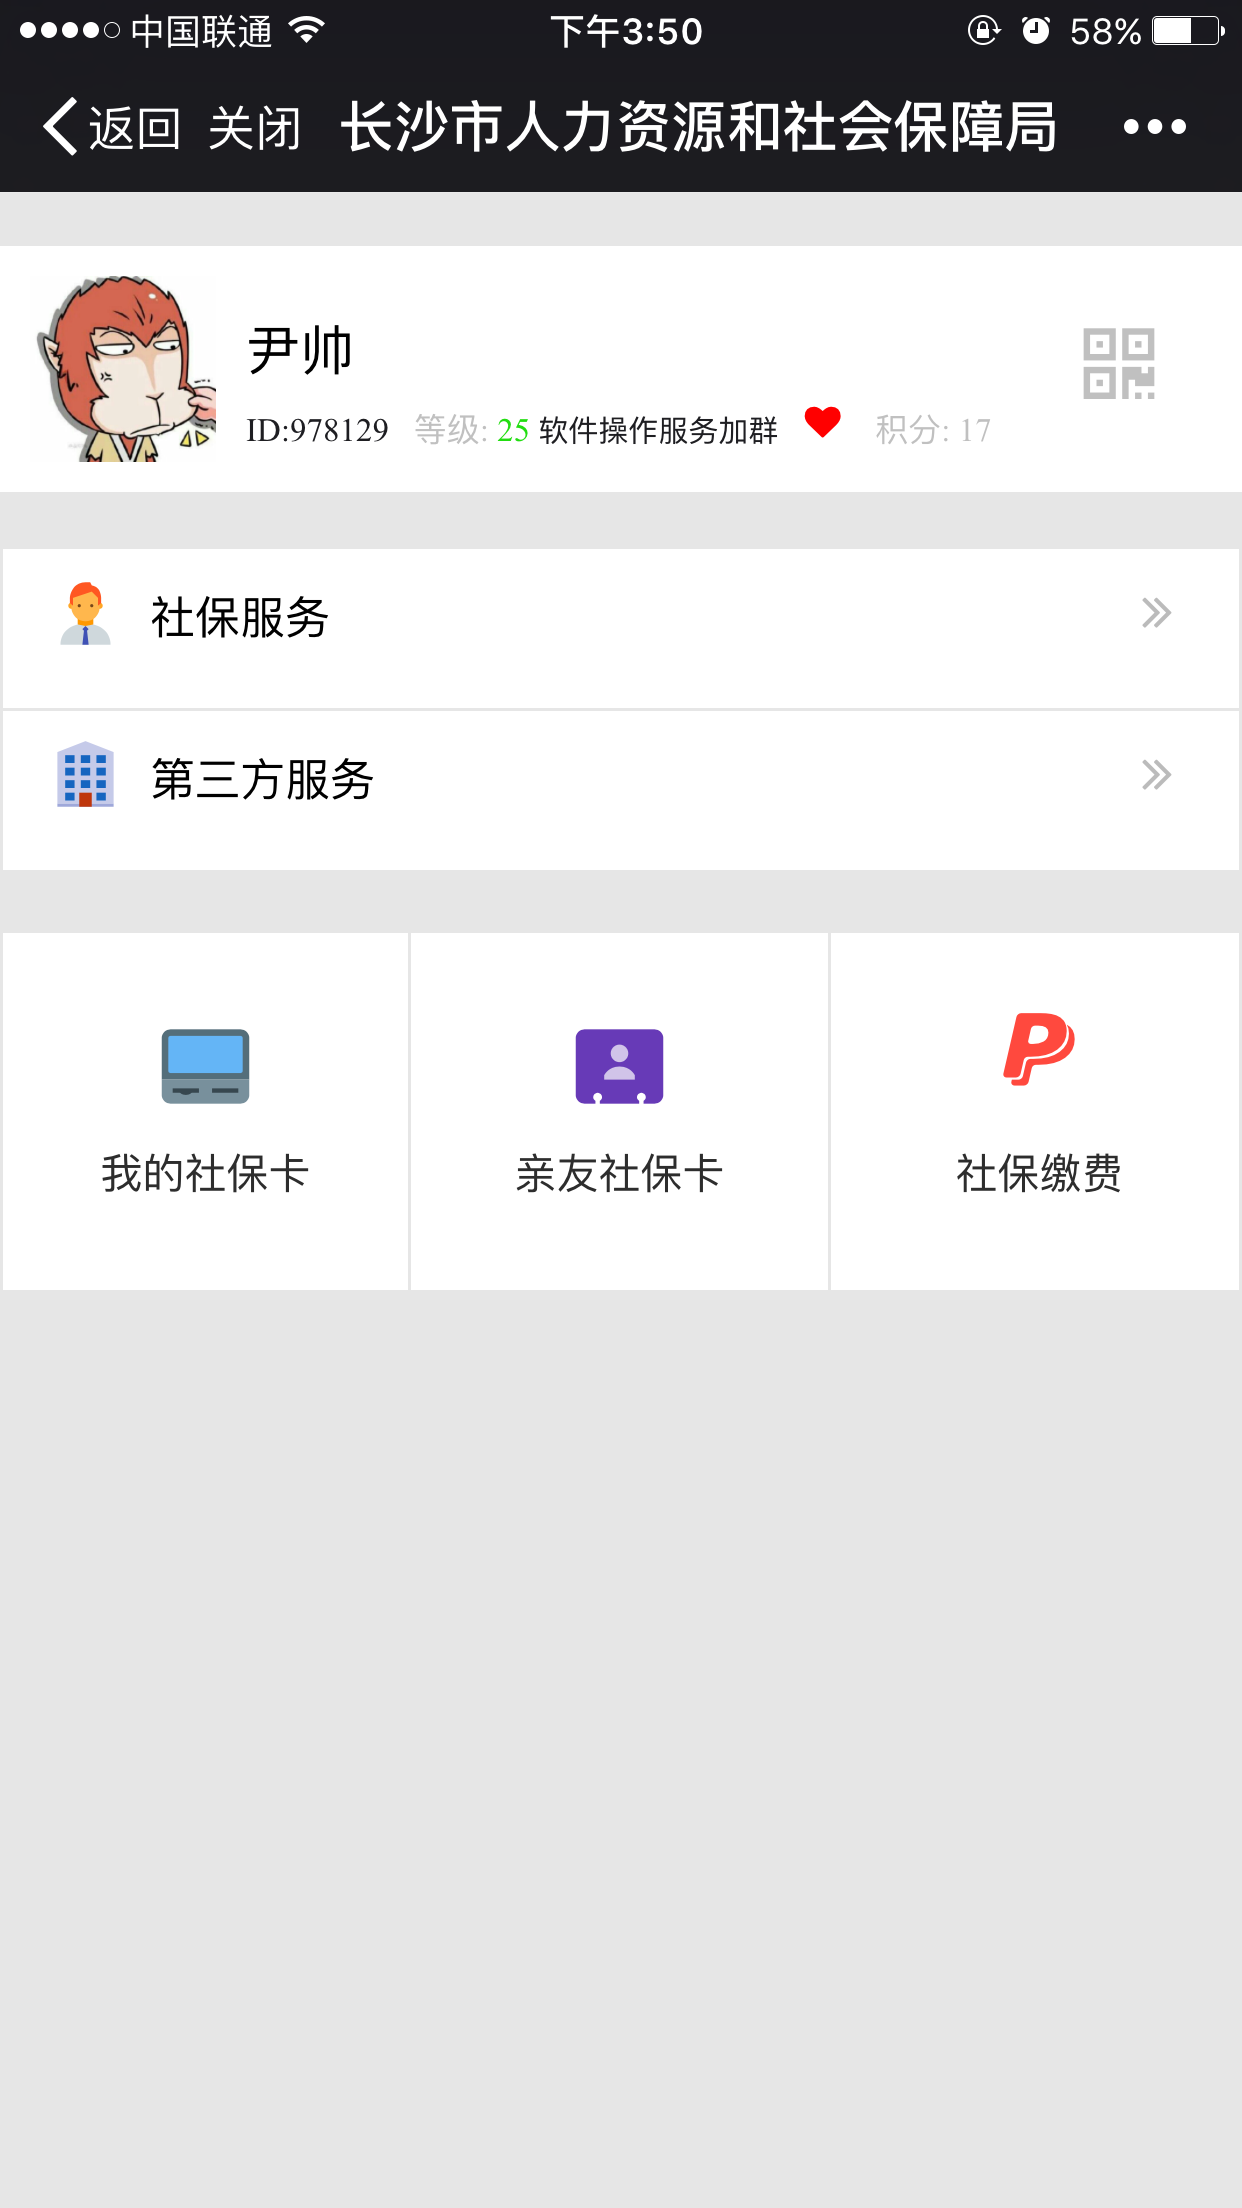 中国联通 下午3:50 58%
返回 关闭 长沙市人力资源和社会保障局
尹帅
ID:978129 等级: 25 软件操作服务加群 积分: 17
社保服务
第三方服务
我的社保卡 亲友社保卡 社保缴费